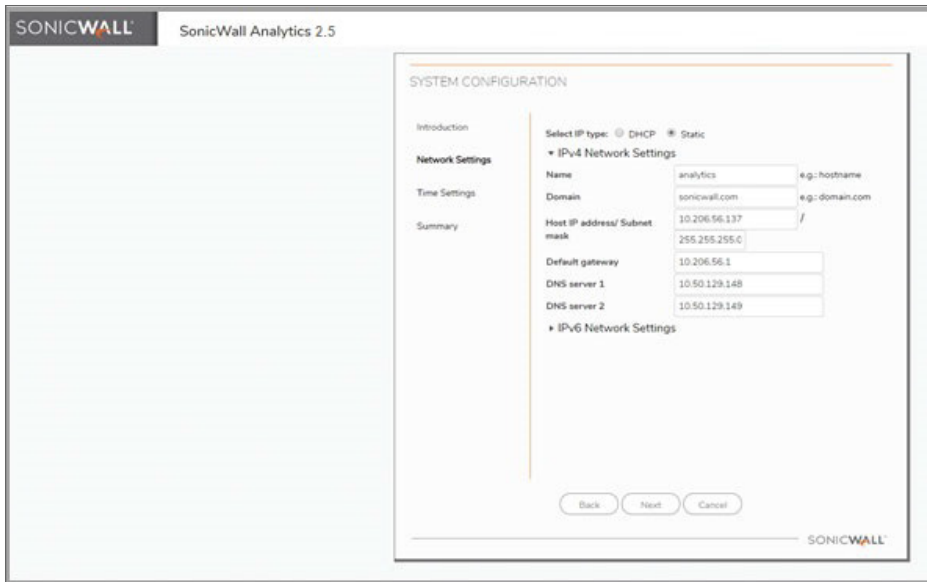 SONICWALL
SonicWall Analytics 2.5
SYSTEM CONFIGURATION
Introduction
Network Settings
Time Settings
Summary
Select IP type: DHCP Static
IPv4 Network Settings
Name analytics e.g.: hostname
Domain sonicwall.com e.g.: domain.com
Host IP address/ Subnet mask 10.206.56.137 /
255.255.255.0
Default gateway 10.206.56.1
DNS server 1 10.50.129.148
DNS server 2 10.50.129.149
IPv6 Network Settings
Back Next Cancel
SONICWALL